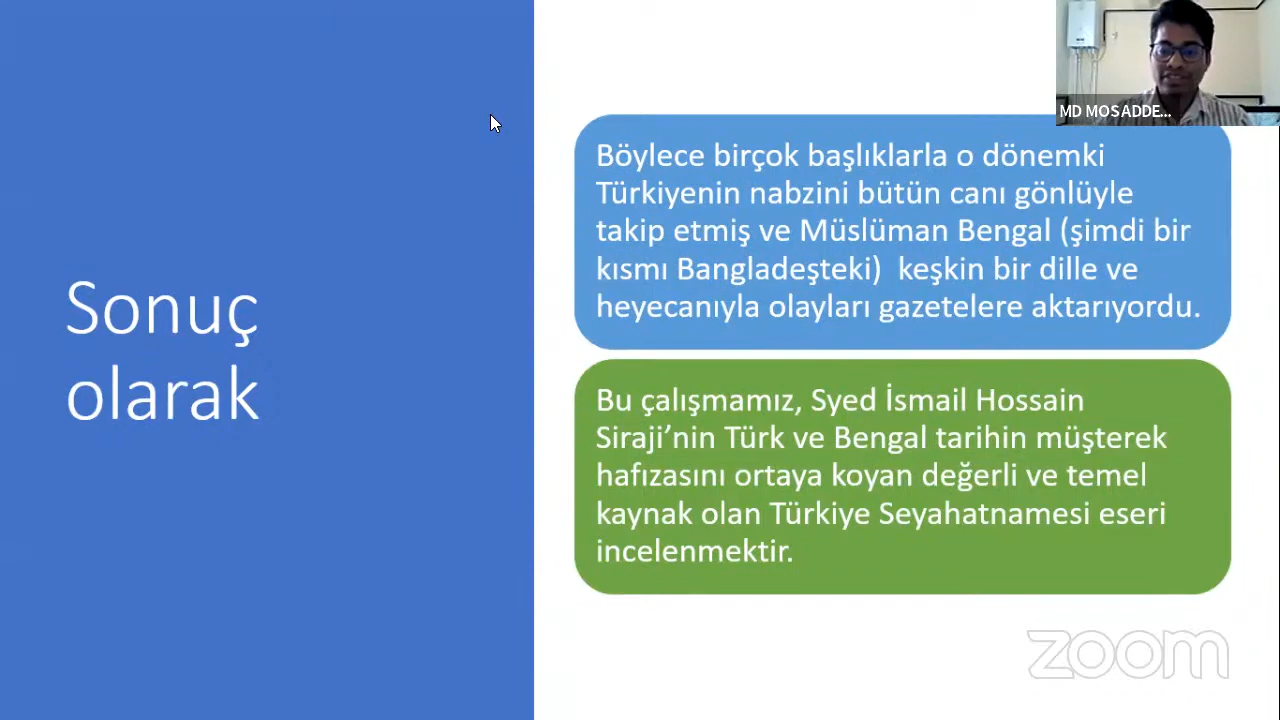 MD MOSADDE...
Böylece birçok başlıklarla o dönemki
Türkiyenin nabzini bütün canı gönlüyle
takip etmiş ve Müslüman Bengal (şimdi bir
kısmı Bangladeşteki) keşkin bir dille ve
heyecanıyla olayları gazetelere aktarıyordu.
Sonuç
olarak
Bu çalışmamız, Syed İsmail Hossain
Siraji’nin Türk ve Bengal tarihin müşterek
hafızasını ortaya koyan değerli ve temel
kaynak olan Türkiye Seyahatnamesi eseri
incelenmektir.
zoom